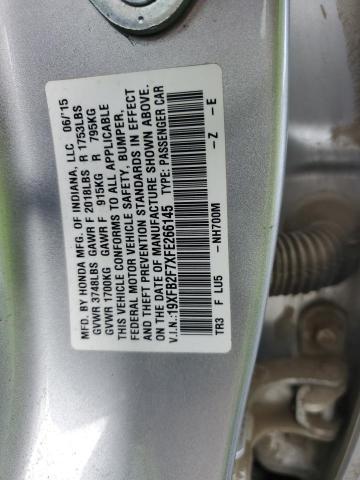 MFD. BY HONDA MFG. OF INDIANA, LLC 06/15
GVWR 3748LBS GAWR F 2018LBS R 1753LBS
GVWR 1700KG GAWR F 915KG R 795KG
THIS VEHICLE CONFORMS TO ALL APPLICABLE
FEDERAL MOTOR VEHICLE SAFETY, BUMPER,
AND THEFT PREVENTION STANDARDS IN EFFECT
ON THE DATE OF MANUFACTURE SHOWN ABOVE.
V.I.N.:19XFB2F7XFE266145 TYPE: PASSENGER CAR
-NH700M -Z -E
TR3 F LU5